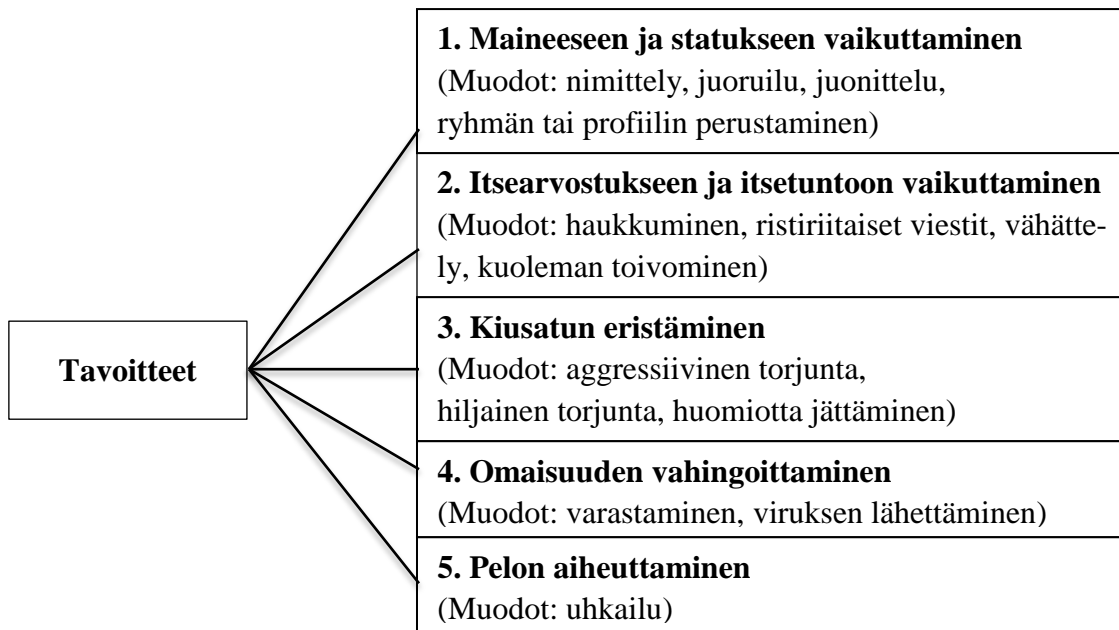 1. Maineeseen ja statukseen vaikuttaminen
(Muodot: nimittely, juoruilu, juonittelu,
ryhmän tai profiilin perustaminen)
2. Itsearvostukseen ja itsetuntoon vaikuttaminen
(Muodot: haukkuminen, ristiriitaiset viestit, vähätte-
ly, kuoleman toivominen)
Tavoitteet
3. Kiusatun eristäminen
(Muodot: aggressiivinen torjunta,
hiljainen torjunta, huomiotta jättäminen)
4. Omaisuuden vahingoittaminen
(Muodot: varastaminen, viruksen lähettäminen)
5. Pelon aiheuttaminen
(Muodot: uhkailu)